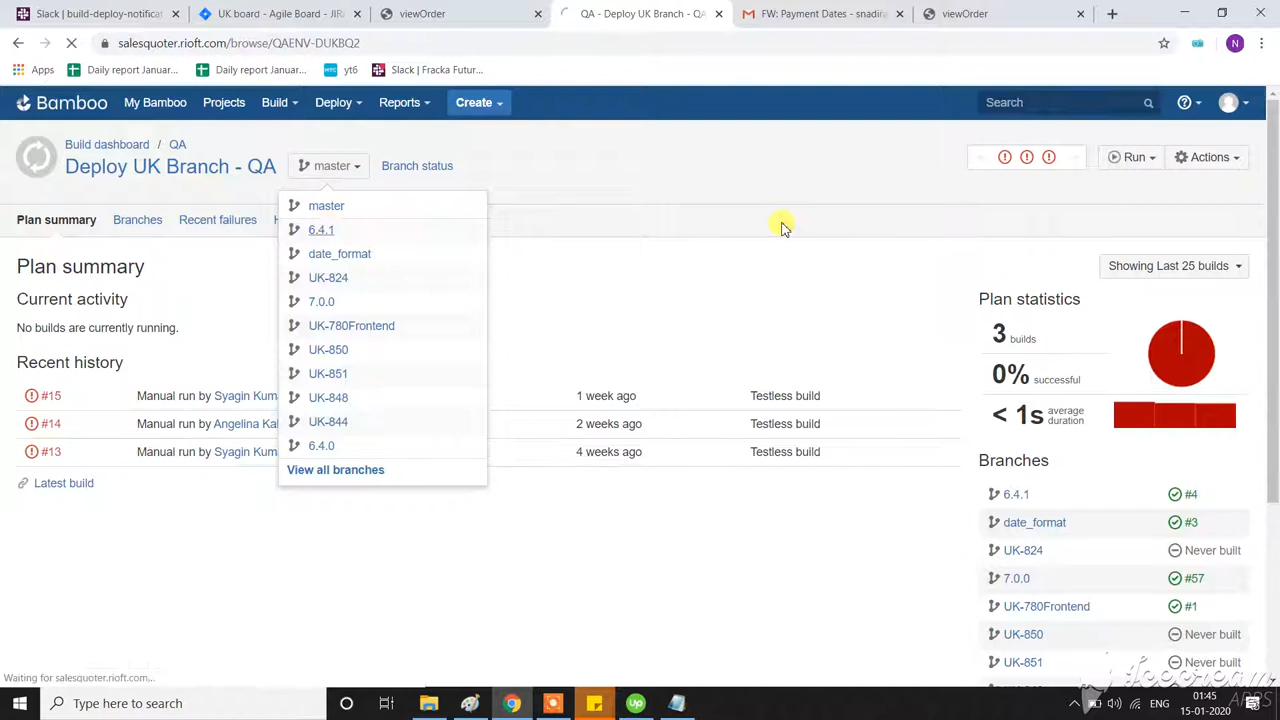 Slack | build-deploy-notificat
UK board - Agile Board - JIRA
viewOrder
QA - Deploy UK Branch - QA
FW: Payment Dates - snadira
viewOrder
salesquoter.rioft.com/browse/QAENV-DUKBQ2
N
Apps
Daily report Januar...
Daily report Januar...
yt6
Slack | Fracka Futur...
Bamboo
My Bamboo
Projects
Build
Deploy
Reports
Create
Search
Build dashboard / QA
Deploy UK Branch - QA
master
Branch status
Run
Actions
Plan summary
Branches
Recent failures
master
6.4.1
date_format
UK-824
7.0.0
UK-780Frontend
UK-850
UK-851
UK-848
UK-844
6.4.0
View all branches
Plan summary
Showing Last 25 builds
Current activity
No builds are currently running.
Recent history
#15 Manual run by Syagin Kum 1 week ago Testless build
#14 Manual run by Angelina Kal 2 weeks ago Testless build
#13 Manual run by Syagin Kum 4 weeks ago Testless build
Latest build
Plan statistics
3 builds
0% successful
< 1s average duration
Branches
6.4.1 #4
date_format #3
UK-824 Never built
7.0.0 #57
UK-780Frontend #1
UK-850 Never built
UK-851 Never built
Waiting for salesquoter.rioft.com...
Icecream
APPS
Type here to search
ENG
01:45
15-01-2020